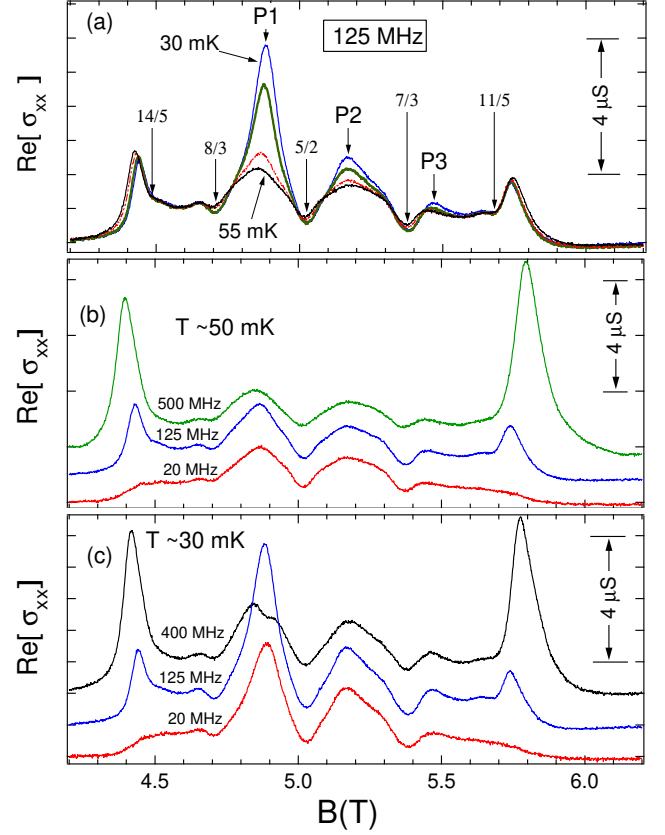 (a)
P1
125 MHz
30 mK
14/5
8/3
5/2
P2
7/3
P3
11/5
55 mK
4 μS
Re[ σxx]
(b)
T ~50 mK
500 MHz
125 MHz
20 MHz
4 μS
Re[ σxx]
(c)
T ~30 mK
400 MHz
125 MHz
20 MHz
4 μS
Re[ σxx]
4.5 5.0 5.5 6.0
B(T)